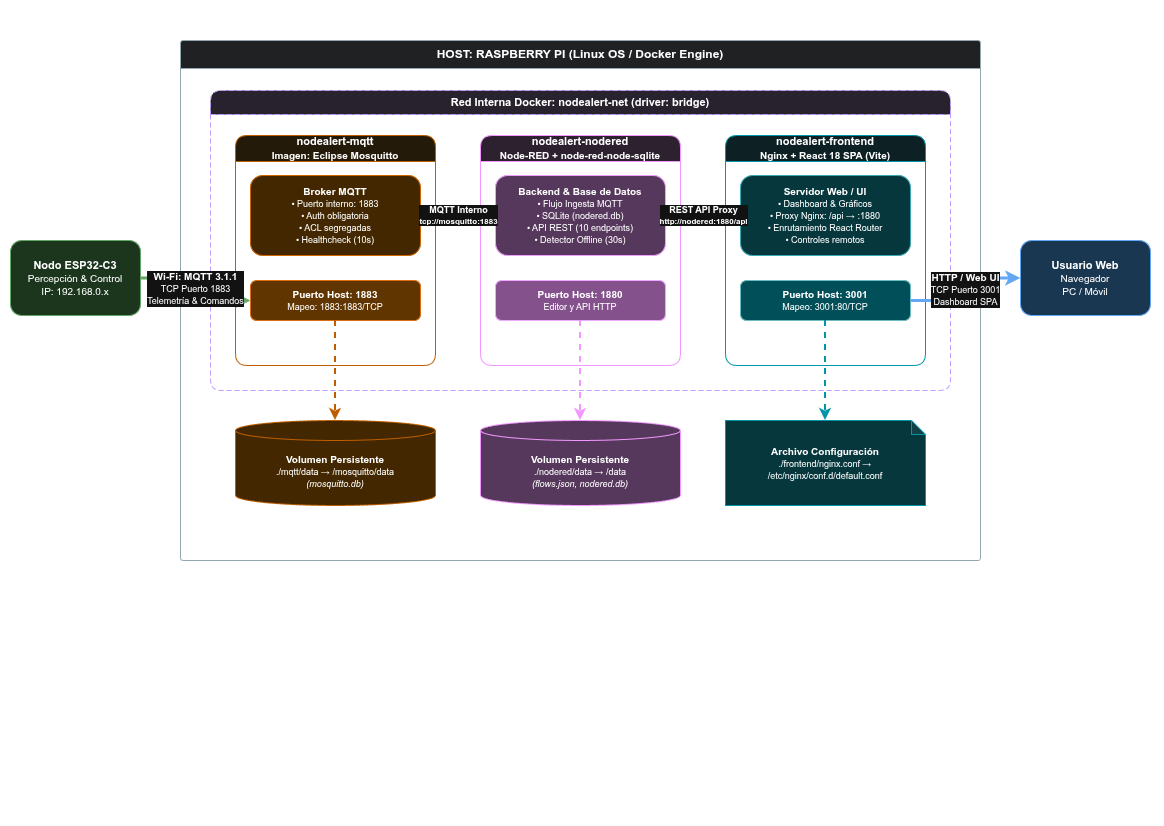 HOST: RASPBERRY PI (Linux OS / Docker Engine)
Red Interna Docker: nodealert-net (driver: bridge)
nodealert-mqtt
Imagen: Eclipse Mosquitto
Broker MQTT
• Puerto interno: 1883
• Auth obligatoria
• ACL segregadas
• Healthcheck (10s)
Puerto Host: 1883
Mapeo: 1883:1883/TCP
MQTT Interno
tcp://mosquitto:1883
nodealert-nodered
Node-RED + node-red-node-sqlite
Backend & Base de Datos
• Flujo Ingesta MQTT
• SQLite (nodered.db)
• API REST (10 endpoints)
• Detector Offline (30s)
Puerto Host: 1880
Editor y API HTTP
REST API Proxy
http://nodered:1880/api
nodealert-frontend
Nginx + React 18 SPA (Vite)
Servidor Web / UI
• Dashboard & Gráficos
• Proxy Nginx: /api → :1880
• Enrutamiento React Router
• Controles remotos
Puerto Host: 3001
Mapeo: 3001:80/TCP
Nodo ESP32-C3
Percepción & Control
IP: 192.168.0.x
Wi-Fi: MQTT 3.1.1
TCP Puerto 1883
Telemetría & Comandos
HTTP / Web UI
TCP Puerto 3001
Dashboard SPA
Usuario Web
Navegador
PC / Móvil
Volumen Persistente
./mqtt/data → /mosquitto/data
(mosquitto.db)
Volumen Persistente
./nodered/data → /data
(flows.json, nodered.db)
Archivo Configuración
./frontend/nginx.conf →
/etc/nginx/conf.d/default.conf